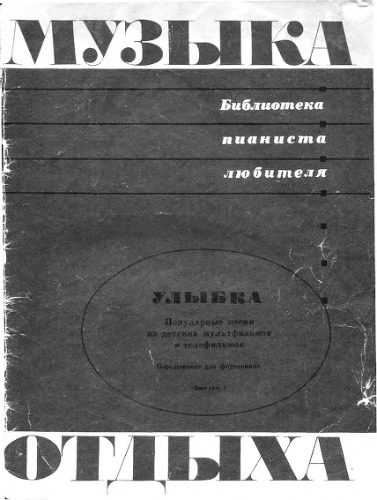 МУЗЫКА
Библиотека
пианиста
любителя
УЛЫБКА
Популярные песни
из детских мультфильмов
и телефильмов
Переложение для фортепиано
Выпуск 1
ОТДЫХА